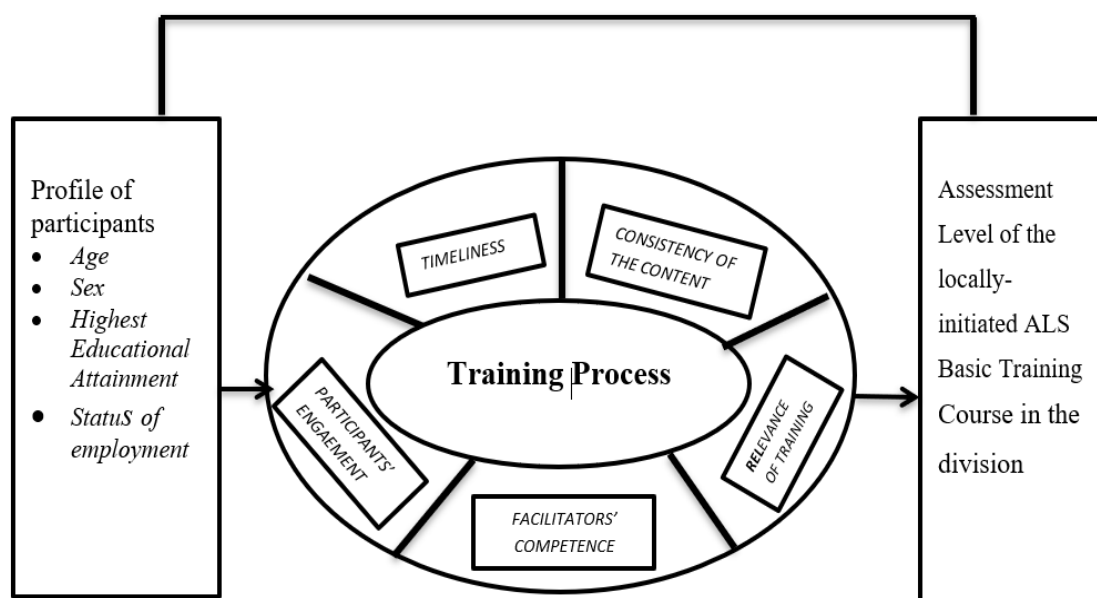 Profile of
participants
• Age
• Sex
• Highest
Educational
Attainment
• Status of
employment
TIMELINESS
CONSISTENCY OF
THE CONTENT
Training Process
PARTICIPANTS'
ENGAEMENT
FACILITATORS'
COMPETENCE
RELEVANCE
OF TRAINING
Assessment
Level of the
locally-
initiated ALS
Basic Training
Course in the
division